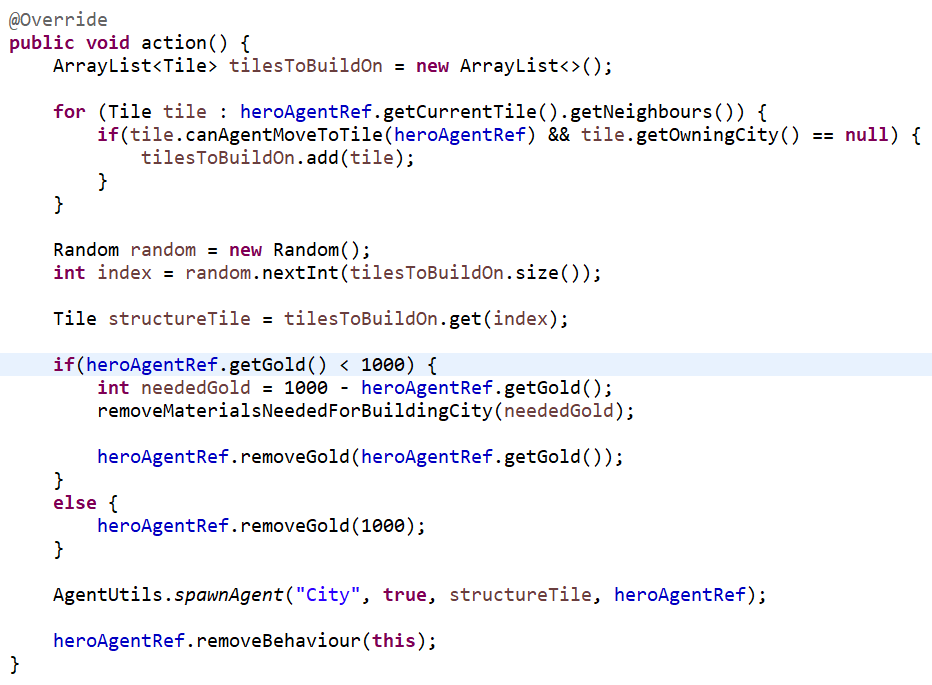 @Override
public void action() {
    ArrayList<Tile> tilesToBuildOn = new ArrayList<>();

    for (Tile tile : heroAgentRef.getCurrentTile().getNeighbours()) {
        if(tile.canAgentMoveToTile(heroAgentRef) && tile.getOwningCity() == null) {
            tilesToBuildOn.add(tile);
        }
    }

    Random random = new Random();
    int index = random.nextInt(tilesToBuildOn.size());

    Tile structureTile = tilesToBuildOn.get(index);

    if(heroAgentRef.getGold() < 1000) {
        int neededGold = 1000 - heroAgentRef.getGold();
        removeMaterialsNeededForBuildingCity(neededGold);

        heroAgentRef.removeGold(heroAgentRef.getGold());
    }
    else {
        heroAgentRef.removeGold(1000);
    }

    AgentUtils.spawnAgent("City", true, structureTile, heroAgentRef);

    heroAgentRef.removeBehaviour(this);
}